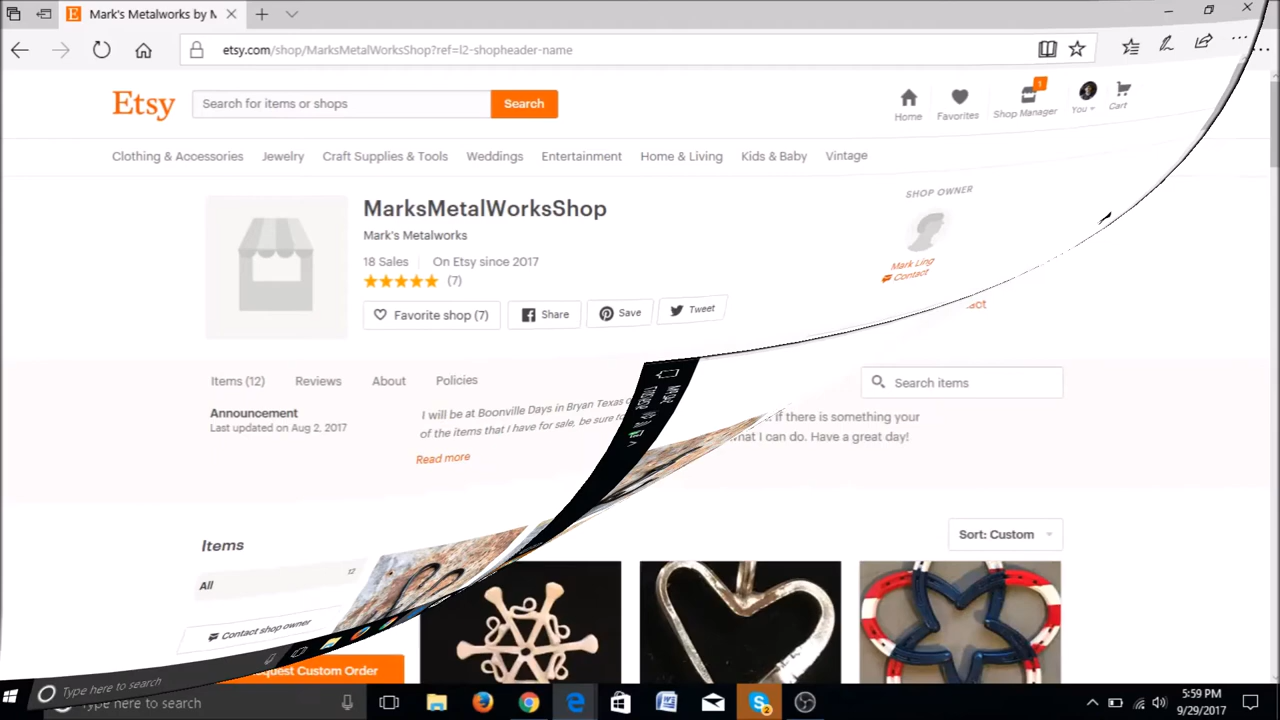 Mark's Metalworks by M
etsy.com/shop/MarksMetalWorksShop?ref=l2-shopheader-name
Etsy
Search for items or shops
Search
Home
Favorites
1
Shop Manager
You
Cart
Clothing & Accessories Jewelry Craft Supplies & Tools Weddings Entertainment Home & Living Kids & Baby Vintage
SHOP OWNER
MarksMetalWorksShop
Mark's Metalworks
18 Sales On Etsy since 2017
(7)
Mark Ling
Contact
Favorite shop (7) Share Save Tweet
Items (12) Reviews About Policies
Search items
Announcement
Last updated on Aug 2, 2017
I will be at Boonville Days in Bryan Texas
of the items that I have for sale, be sure to
if there is something your
what I can do. Have a great day!
Read more
Items
Sort: Custom
All 12
Contact shop owner
Request Custom Order
Type here to search
Type here to search
2
5:59 PM
9/29/2017